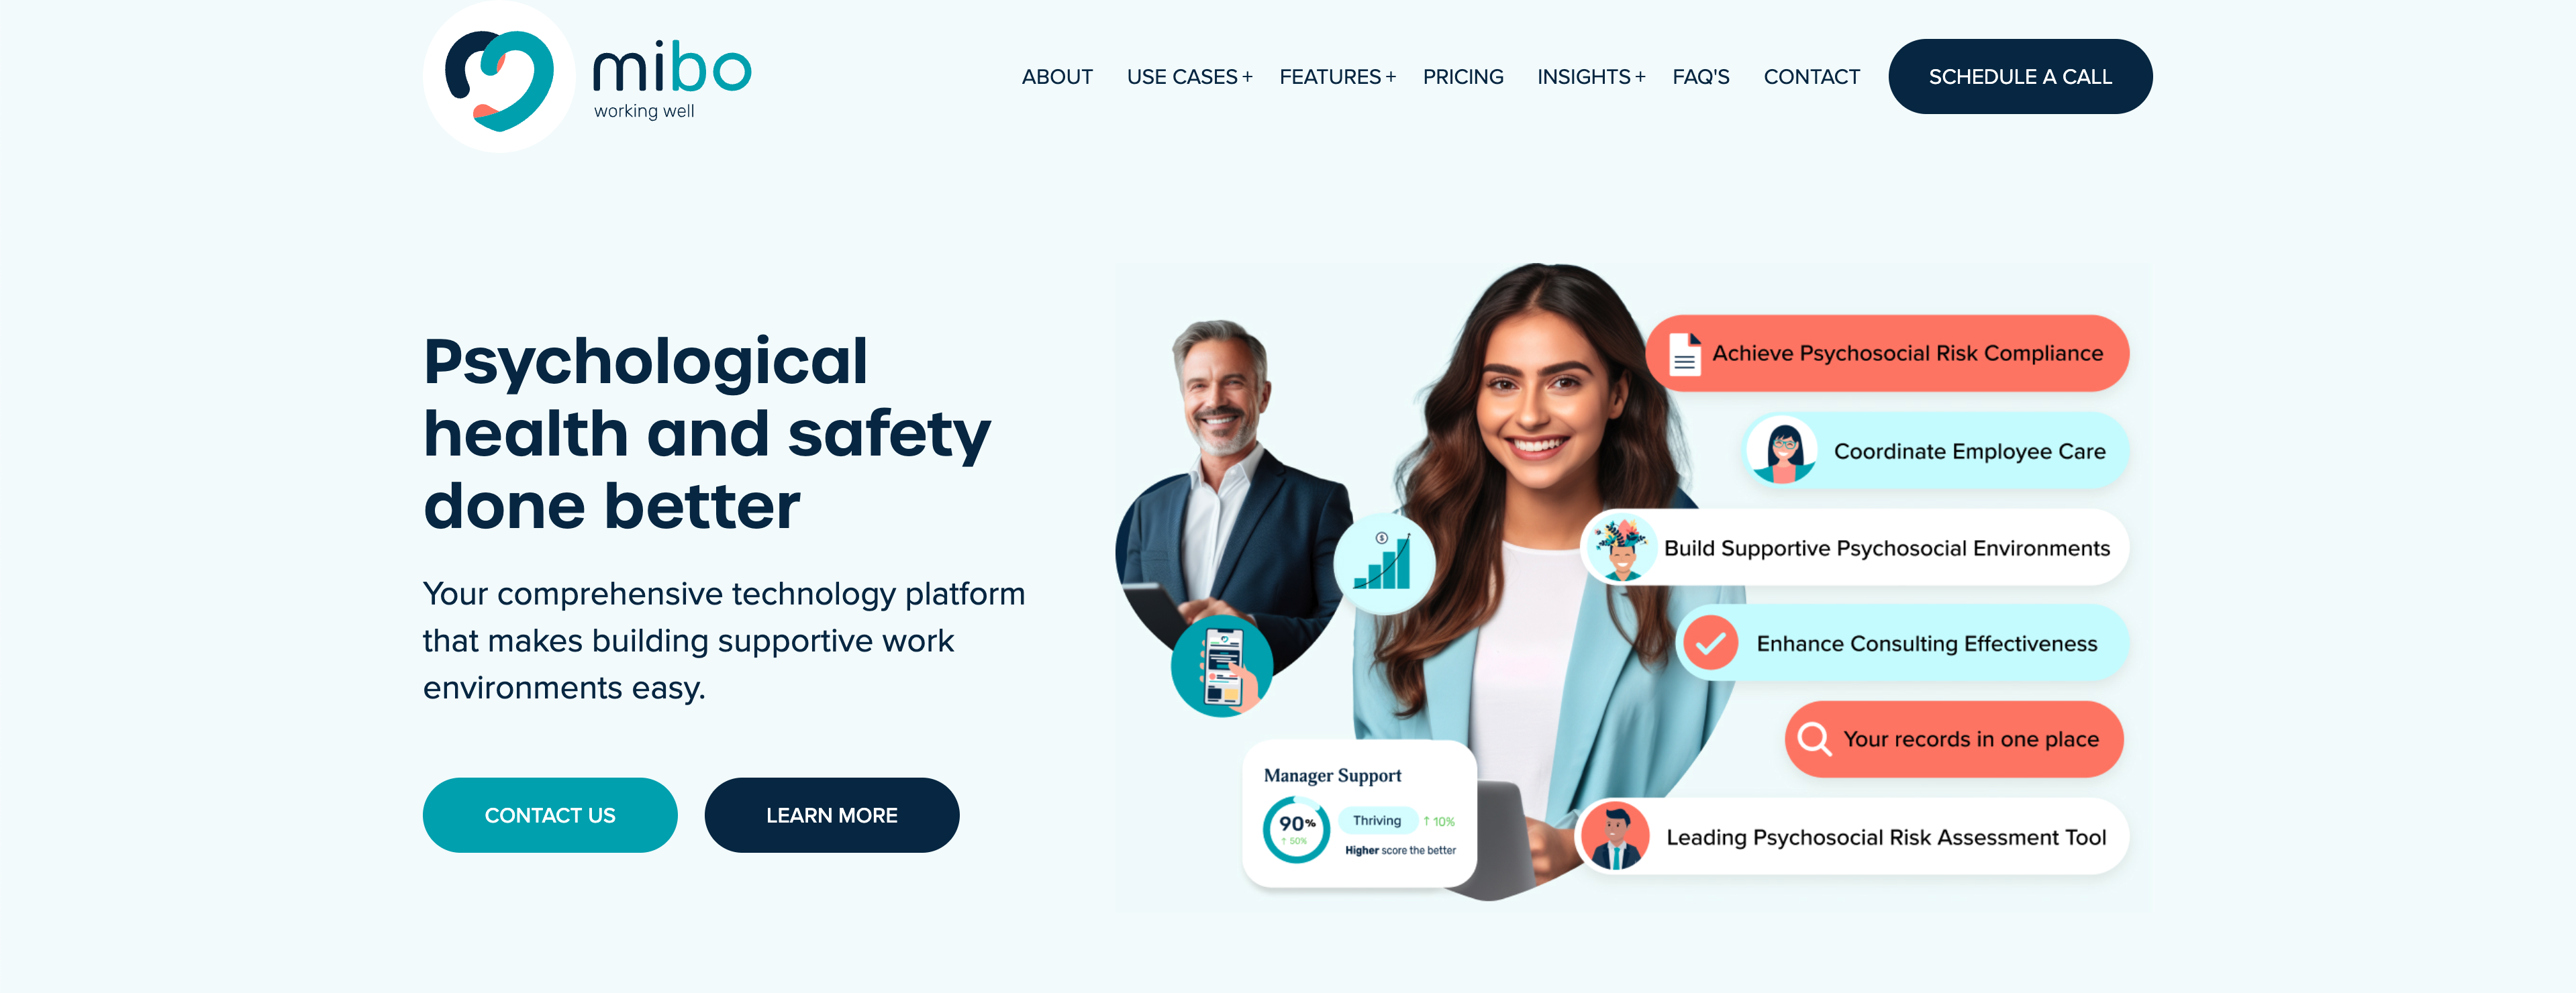 mibo
working well
ABOUT
USE CASES +
FEATURES +
PRICING
INSIGHTS +
FAQ'S
CONTACT
SCHEDULE A CALL
Psychological
health and safety
done better
Your comprehensive technology platform
that makes building supportive work
environments easy.
CONTACT US
LEARN MORE
Achieve Psychosocial Risk Compliance
Coordinate Employee Care
Build Supportive Psychosocial Environments
Enhance Consulting Effectiveness
Your records in one place
Leading Psychosocial Risk Assessment Tool
$
Manager Support
90%
↑ 50%
Thriving ↑ 10%
Higher score the better